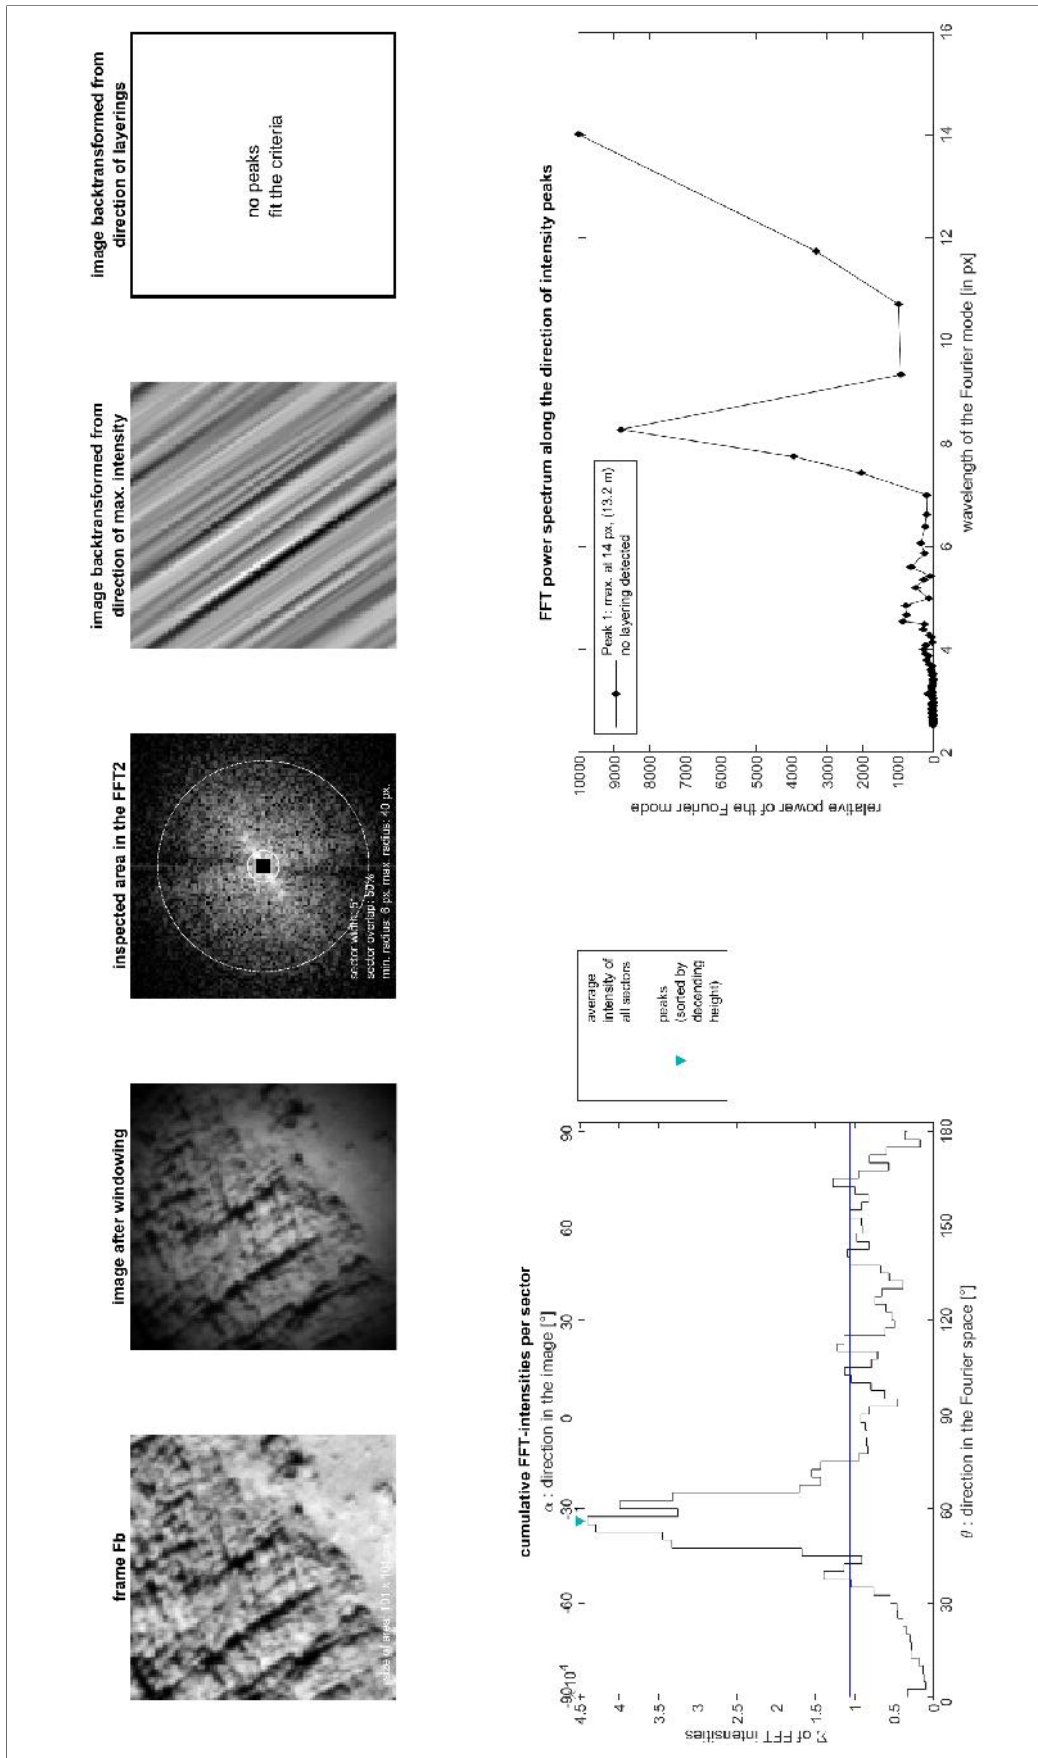 frame Fb
size of area: 101 x 101 px
image after windowing
inspected area in the FFT2
sector width: 5°
sector overlap: 50%
min. radius: 6 px, max. radius: 40 px.
image backtransformed from
direction of max. intensity
image backtransformed from
direction of layerings
no peaks
fit the criteria
cumulative FFT-intensities per sector
α : direction in the image [°]
-90 -60 -30 0 30 60 90
10⁴
4.5
4
3.5
3
2.5
2
1.5
1
0.5
0
Σ of FFT intensities
0 30 60 90 120 150 180
θ : direction in the Fourier space [°]
average
intensity of
all sectors
peaks
(sorted by
decending
height)
FFT power spectrum along the direction of intensity peaks
Peak 1: max. at 14 px, (13.2 m)
no layering detected
10000
9000
8000
7000
6000
5000
4000
3000
2000
1000
0
relative power of the Fourier mode
2 4 6 8 10 12 14 16
wavelength of the Fourier mode [in px]